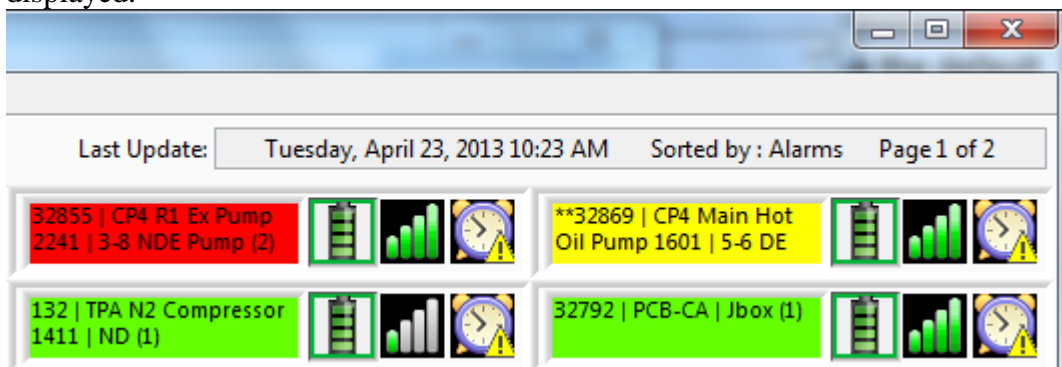 displayed.
Last Update: Tuesday, April 23, 2013 10:23 AM Sorted by : Alarms Page 1 of 2
32855 | CP4 R1 Ex Pump
2241 | 3-8 NDE Pump (2)
**32869 | CP4 Main Hot
Oil Pump 1601 | 5-6 DE
132 | TPA N2 Compressor
1411 | ND (1)
32792 | PCB-CA | Jbox (1)